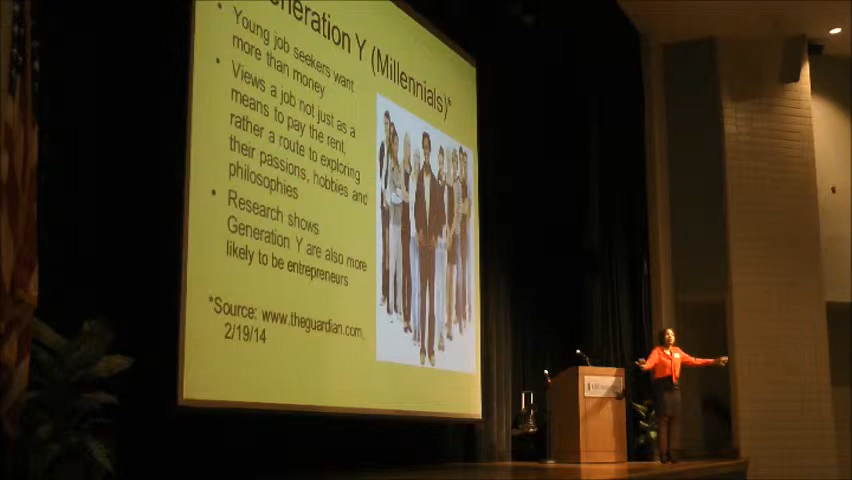 Generation Y (Millennials)*
• Young job seekers want
more than money
• Views a job not just as a
means to pay the rent,
rather a route to exploring
their passions, hobbies and
philosophies
• Research shows
Generation Y are also more
likely to be entrepreneurs
*Source: www.theguardian.com,
2/19/14